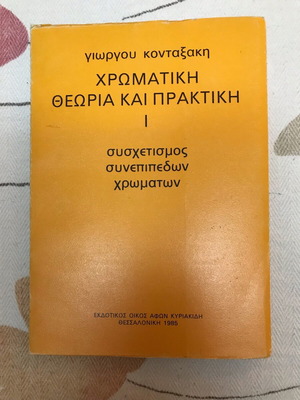 γιωργου κονταξακη
ΧΡΩΜΑΤΙΚΗ
ΘΕΩΡΙΑ ΚΑΙ ΠΡΑΚΤΙΚΗ
Ι
συσχετισμος
συνεπιπεδων
χρωματων
ΕΚΔΟΤΙΚΟΣ ΟΙΚΟΣ ΑΦΩΝ ΚΥΡΙΑΚΙΔΗ
ΘΕΣΣΑΛΟΝΙΚΗ 1985